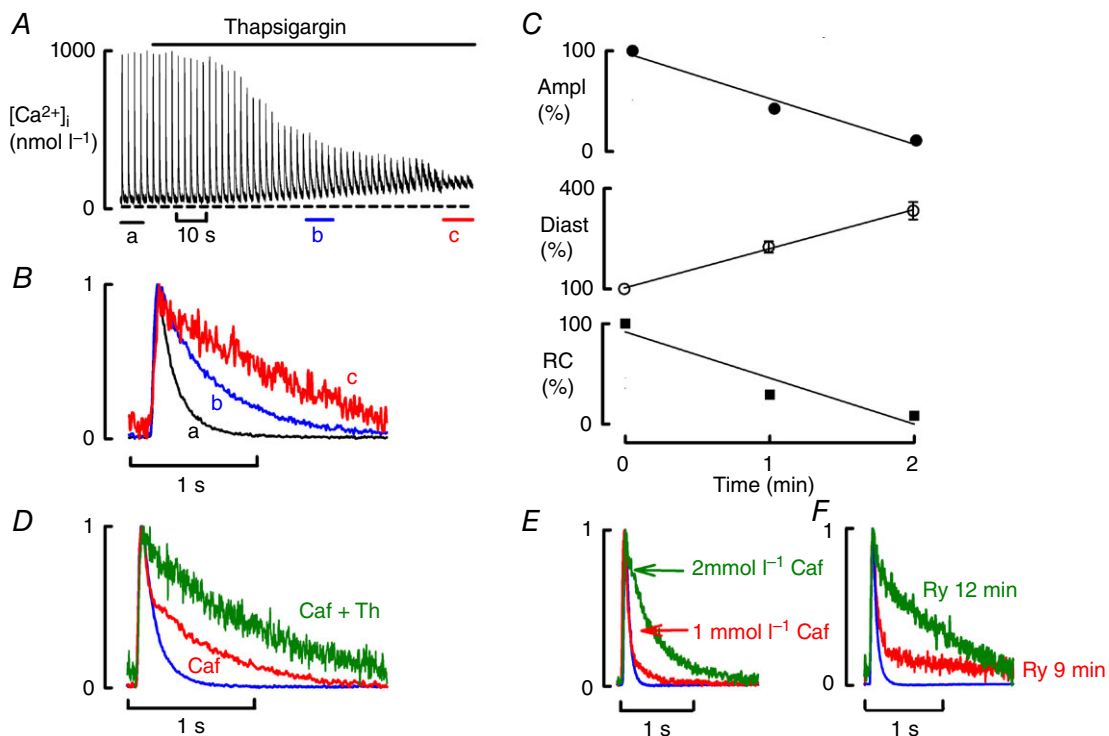 A
Thapsigargin
1000
[Ca²⁺]ᵢ
(nmol l⁻¹)
0
a
10 s
b
c
B
1
c
b
a
0
1 s
C
100
Ampl
(%)
0
400
Diast
(%)
100
100
RC
(%)
0
0 1 2
Time (min)
D
1
Caf + Th
Caf
0
1 s
E
1
2mmol l⁻¹ Caf
1 mmol l⁻¹ Caf
0
1 s
F
1
Ry 12 min
Ry 9 min
0
1 s